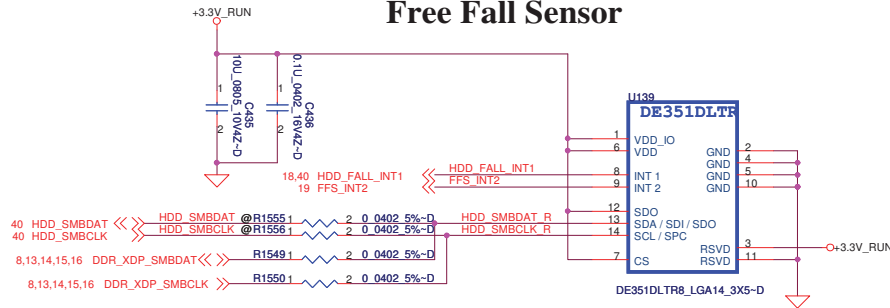 Free Fall Sensor
+3.3V_RUN
1
2
10U_0805_10V4Z~D
C435
1
2
0.1U_0402_16V4Z~D
C436
U139
DE351DLTR
1 VDD_IO
6 VDD
GND 2
GND 4
GND 5
GND 10
18,40 HDD_FALL_INT1 HDD_FALL_INT1 8 INT 1
19 FFS_INT2 FFS_INT2 9 INT 2
12 SDO
40 HDD_SMBDAT HDD_SMBDAT @R1555 1 2 0_0402_5%~D HDD_SMBDAT_R 13 SDA / SDI / SDO
40 HDD_SMBCLK HDD_SMBCLK @R1556 1 2 0_0402_5%~D HDD_SMBCLK_R 14 SCL / SPC
RSVD 3 +3.3V_RUN
8,13,14,15,16 DDR_XDP_SMBDAT R1549 1 2 0_0402_5%~D 7 CS RSVD 11
8,13,14,15,16 DDR_XDP_SMBCLK R1550 1 2 0_0402_5%~D
DE351DLTR8_LGA14_3X5~D